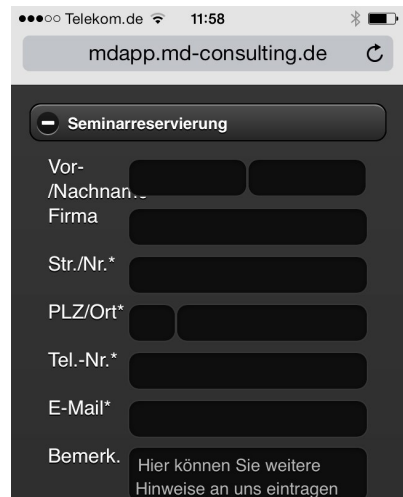 Telekom.de 11:58
mdapp.md-consulting.de
Seminarreservierung
Vor-
/Nachname
Firma
Str./Nr.*
PLZ/Ort*
Tel.-Nr.*
E-Mail*
Bemerk. Hier können Sie weitere
Hinweise an uns eintragen